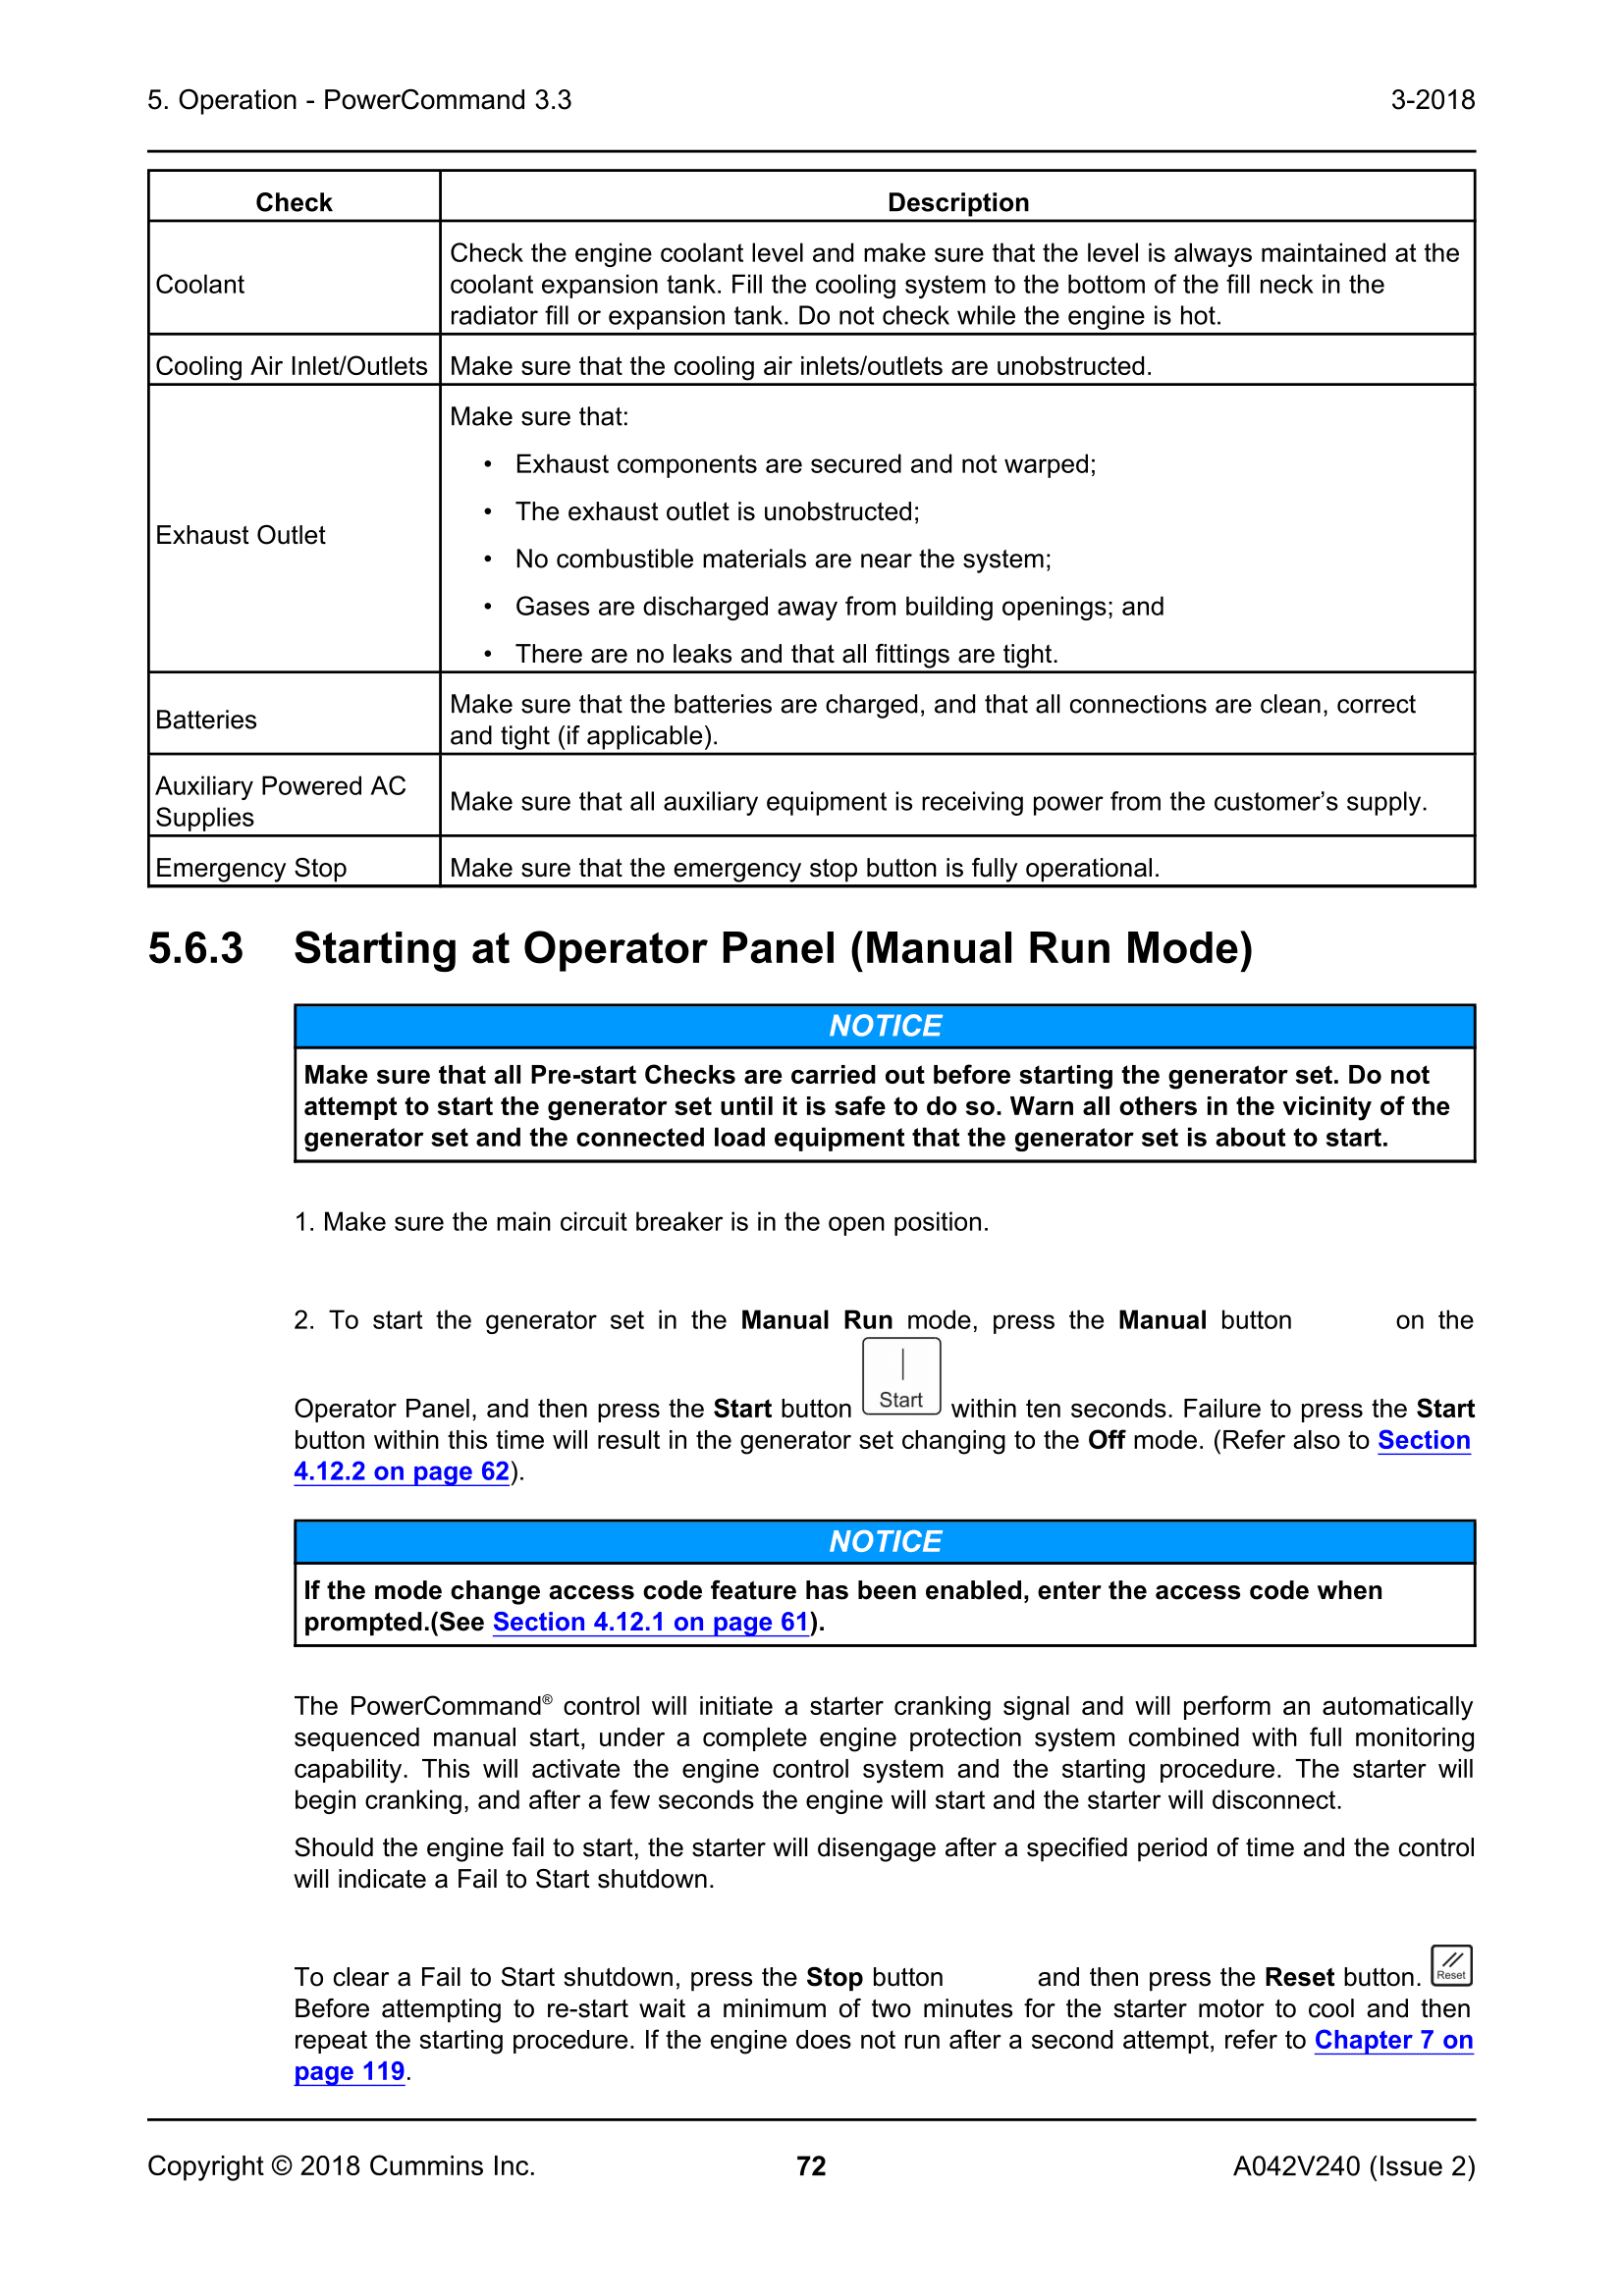 5. Operation - PowerCommand 3.3
3-2018
Check
Description
Coolant
Check the engine coolant level and make sure that the level is always maintained at the
coolant expansion tank. Fill the cooling system to the bottom of the fill neck in the
radiator fill or expansion tank. Do not check while the engine is hot.
Cooling Air Inlet/Outlets
Make sure that the cooling air inlets/outlets are unobstructed.
Exhaust Outlet
Make sure that:
• Exhaust components are secured and not warped;
• The exhaust outlet is unobstructed;
• No combustible materials are near the system;
• Gases are discharged away from building openings; and
• There are no leaks and that all fittings are tight.
Batteries
Make sure that the batteries are charged, and that all connections are clean, correct
and tight (if applicable).
Auxiliary Powered AC
Supplies
Make sure that all auxiliary equipment is receiving power from the customer’s supply.
Emergency Stop
Make sure that the emergency stop button is fully operational.
5.6.3 Starting at Operator Panel (Manual Run Mode)
NOTICE
Make sure that all Pre-start Checks are carried out before starting the generator set. Do not
attempt to start the generator set until it is safe to do so. Warn all others in the vicinity of the
generator set and the connected load equipment that the generator set is about to start.
1. Make sure the main circuit breaker is in the open position.
2. To start the generator set in the Manual Run mode, press the Manual button on the
Operator Panel, and then press the Start button Start within ten seconds. Failure to press the Start
button within this time will result in the generator set changing to the Off mode. (Refer also to Section
4.12.2 on page 62).
NOTICE
If the mode change access code feature has been enabled, enter the access code when
prompted.(See Section 4.12.1 on page 61).
The PowerCommand® control will initiate a starter cranking signal and will perform an automatically
sequenced manual start, under a complete engine protection system combined with full monitoring
capability. This will activate the engine control system and the starting procedure. The starter will
begin cranking, and after a few seconds the engine will start and the starter will disconnect.
Should the engine fail to start, the starter will disengage after a specified period of time and the control
will indicate a Fail to Start shutdown.
To clear a Fail to Start shutdown, press the Stop button and then press the Reset button. Reset
Before attempting to re-start wait a minimum of two minutes for the starter motor to cool and then
repeat the starting procedure. If the engine does not run after a second attempt, refer to Chapter 7 on
page 119.
Copyright © 2018 Cummins Inc.
72
A042V240 (Issue 2)